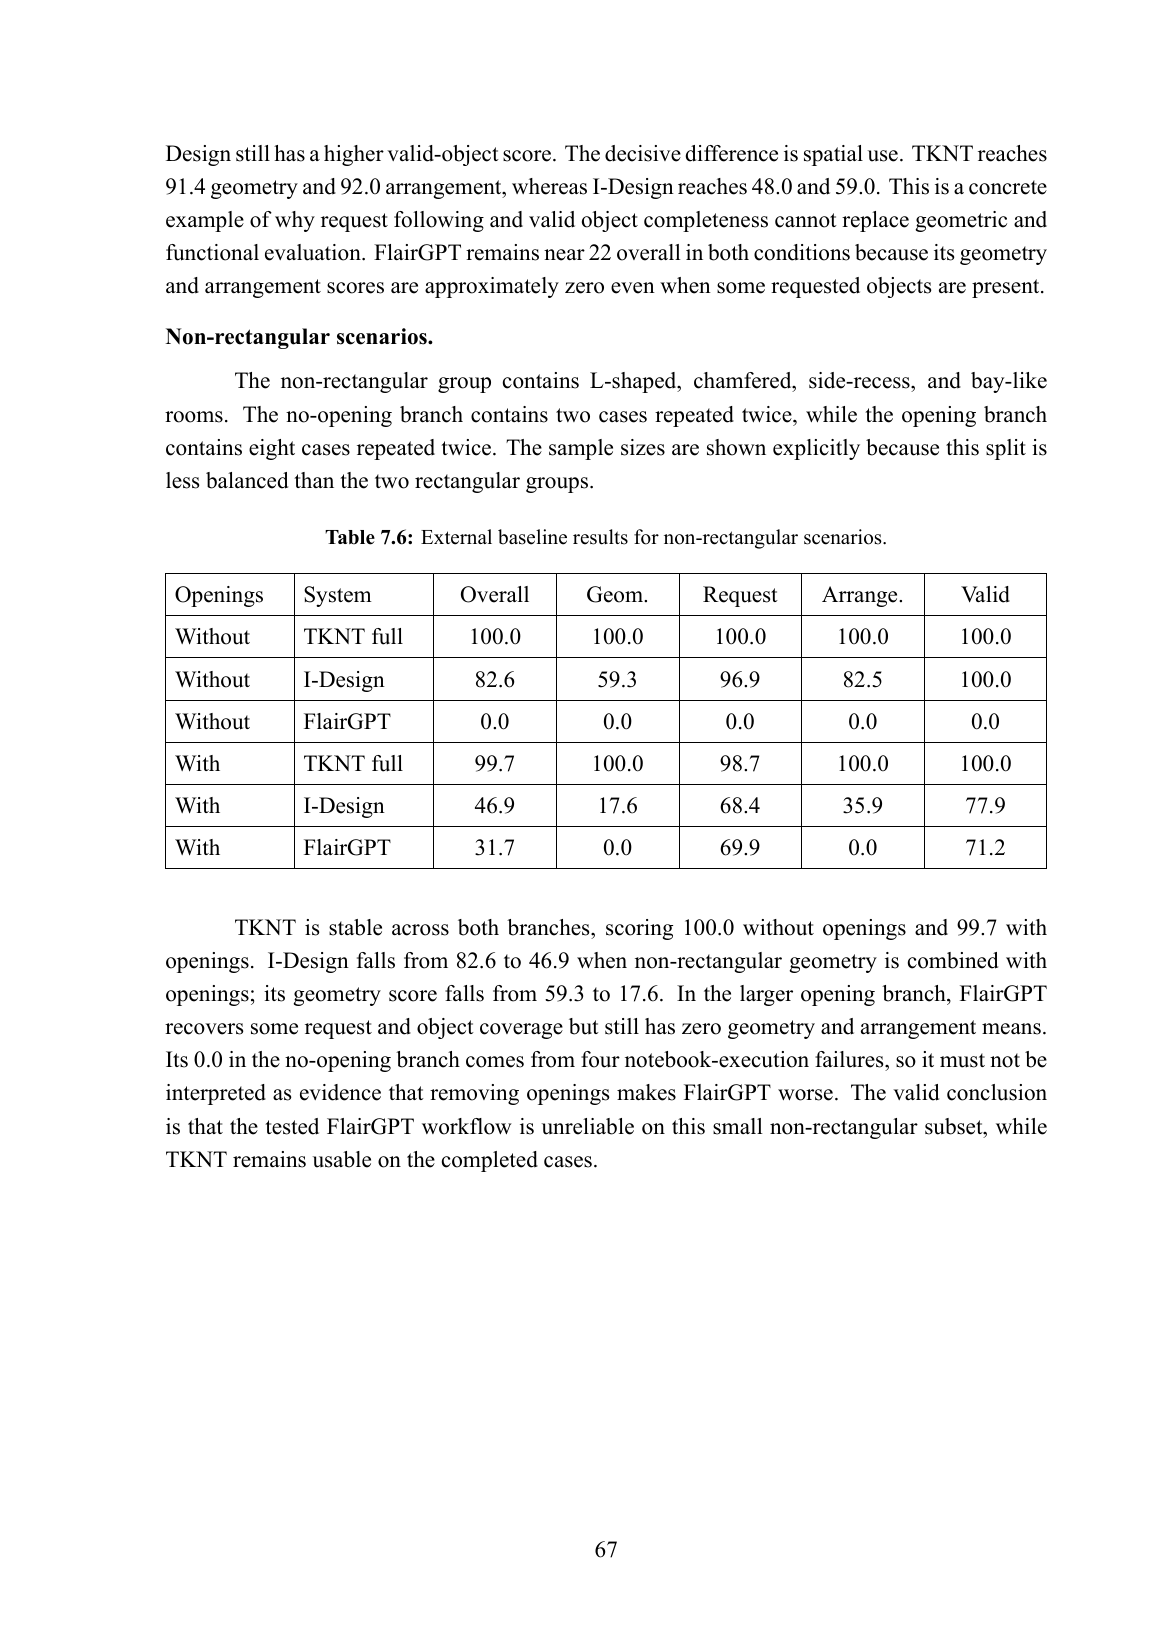 Design still has a higher valid-object score. The decisive difference is spatial use. TKNT reaches
91.4 geometry and 92.0 arrangement, whereas I-Design reaches 48.0 and 59.0. This is a concrete
example of why request following and valid object completeness cannot replace geometric and
functional evaluation. FlairGPT remains near 22 overall in both conditions because its geometry
and arrangement scores are approximately zero even when some requested objects are present.
Non-rectangular scenarios.
The non-rectangular group contains L-shaped, chamfered, side-recess, and bay-like
rooms. The no-opening branch contains two cases repeated twice, while the opening branch
contains eight cases repeated twice. The sample sizes are shown explicitly because this split is
less balanced than the two rectangular groups.
Table 7.6: External baseline results for non-rectangular scenarios.
Openings System Overall Geom. Request Arrange. Valid
Without TKNT full 100.0 100.0 100.0 100.0 100.0
Without I-Design 82.6 59.3 96.9 82.5 100.0
Without FlairGPT 0.0 0.0 0.0 0.0 0.0
With TKNT full 99.7 100.0 98.7 100.0 100.0
With I-Design 46.9 17.6 68.4 35.9 77.9
With FlairGPT 31.7 0.0 69.9 0.0 71.2
TKNT is stable across both branches, scoring 100.0 without openings and 99.7 with
openings. I-Design falls from 82.6 to 46.9 when non-rectangular geometry is combined with
openings; its geometry score falls from 59.3 to 17.6. In the larger opening branch, FlairGPT
recovers some request and object coverage but still has zero geometry and arrangement means.
Its 0.0 in the no-opening branch comes from four notebook-execution failures, so it must not be
interpreted as evidence that removing openings makes FlairGPT worse. The valid conclusion
is that the tested FlairGPT workflow is unreliable on this small non-rectangular subset, while
TKNT remains usable on the completed cases.
67